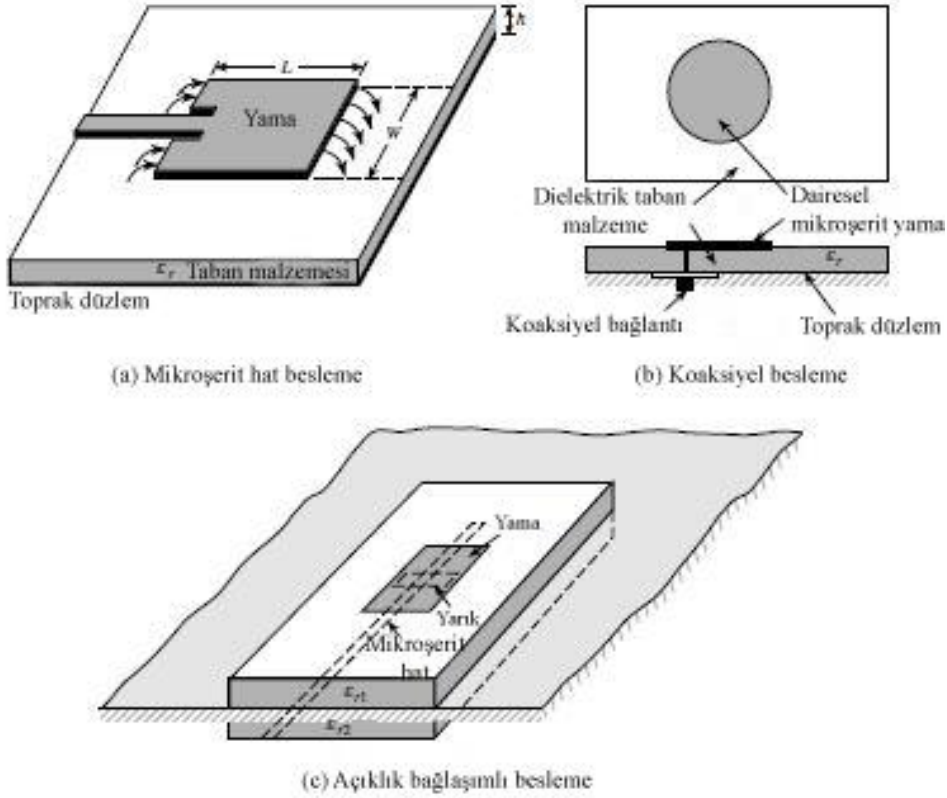 h
L
Yama
W
εr Taban malzemesi
Toprak düzlem
(a) Mikroşerit hat besleme
Dielektrik taban
malzeme
Dairesel
mikroşerit yama
εr
Koaksiyel bağlantı
Toprak düzlem
(b) Koaksiyel besleme
Yama
Yarık
Mikroşerit
hat
εr1
εr2
(c) Açıklık bağlaşımlı besleme